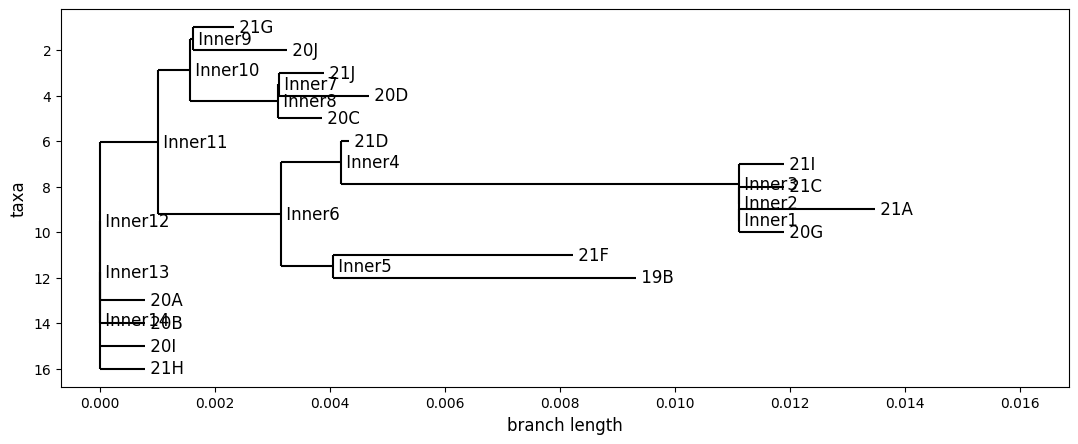 21G
Inner9
2
20J
Inner10
21J
Inner7
4
20D
Inner8
20C
6
21D
Inner11
Inner4
21I
8
Inner3
21C
taxa
Inner2
21A
Inner6
Inner12
Inner1
10
20G
21F
Inner5
Inner13
12
19B
20A
Inner14
14
20B
20I
16
21H
0.000 0.002 0.004 0.006 0.008 0.010 0.012 0.014 0.016
branch length